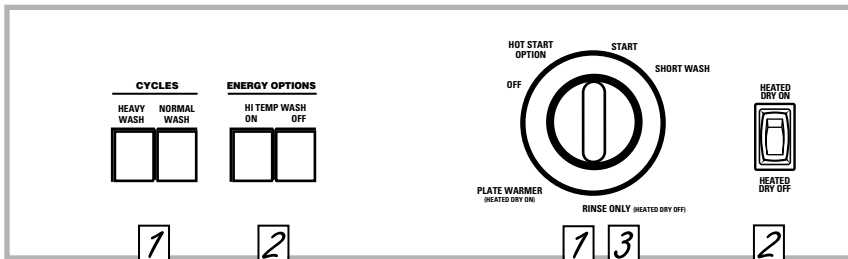 HOT START
OPTION
START
SHORT WASH
OFF
CYCLES
ENERGY OPTIONS
HEAVY
WASH
NORMAL
WASH
HI TEMP WASH
ON OFF
HEATED
DRY ON
HEATED
DRY OFF
PLATE WARMER
(HEATED DRY ON)
RINSE ONLY (HEATED DRY OFF)
1 2 1 3 2